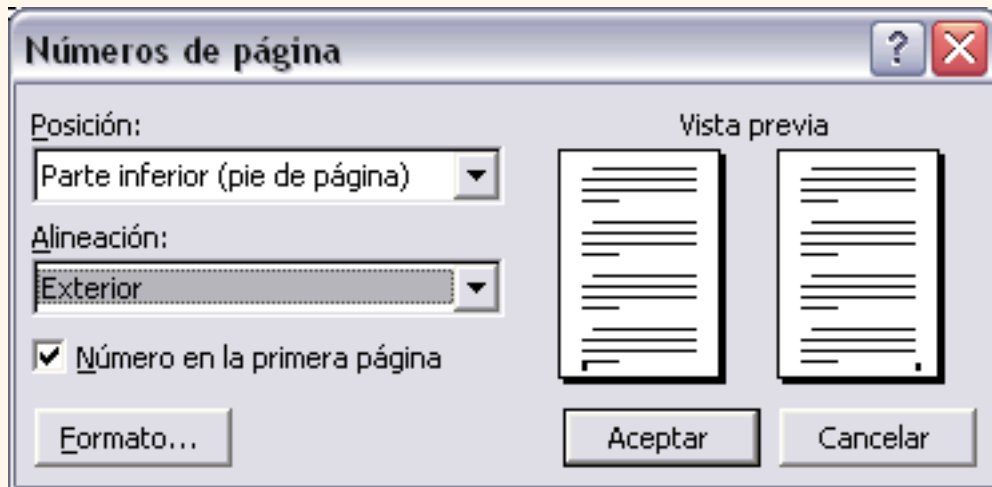 Números de página
?
Posición:
Vista previa
Parte inferior (pie de página)
Alineación:
Exterior
Número en la primera página
Formato...
Aceptar
Cancelar